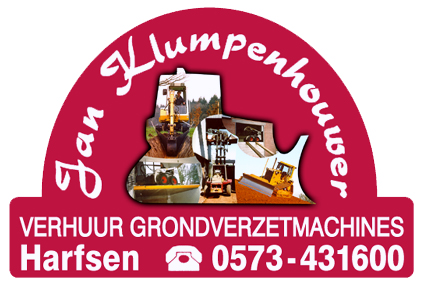 Jan Klumpenhouwer
VERHUUR GRONDVERZETMACHINES
Harfsen ☎ 0573-431600